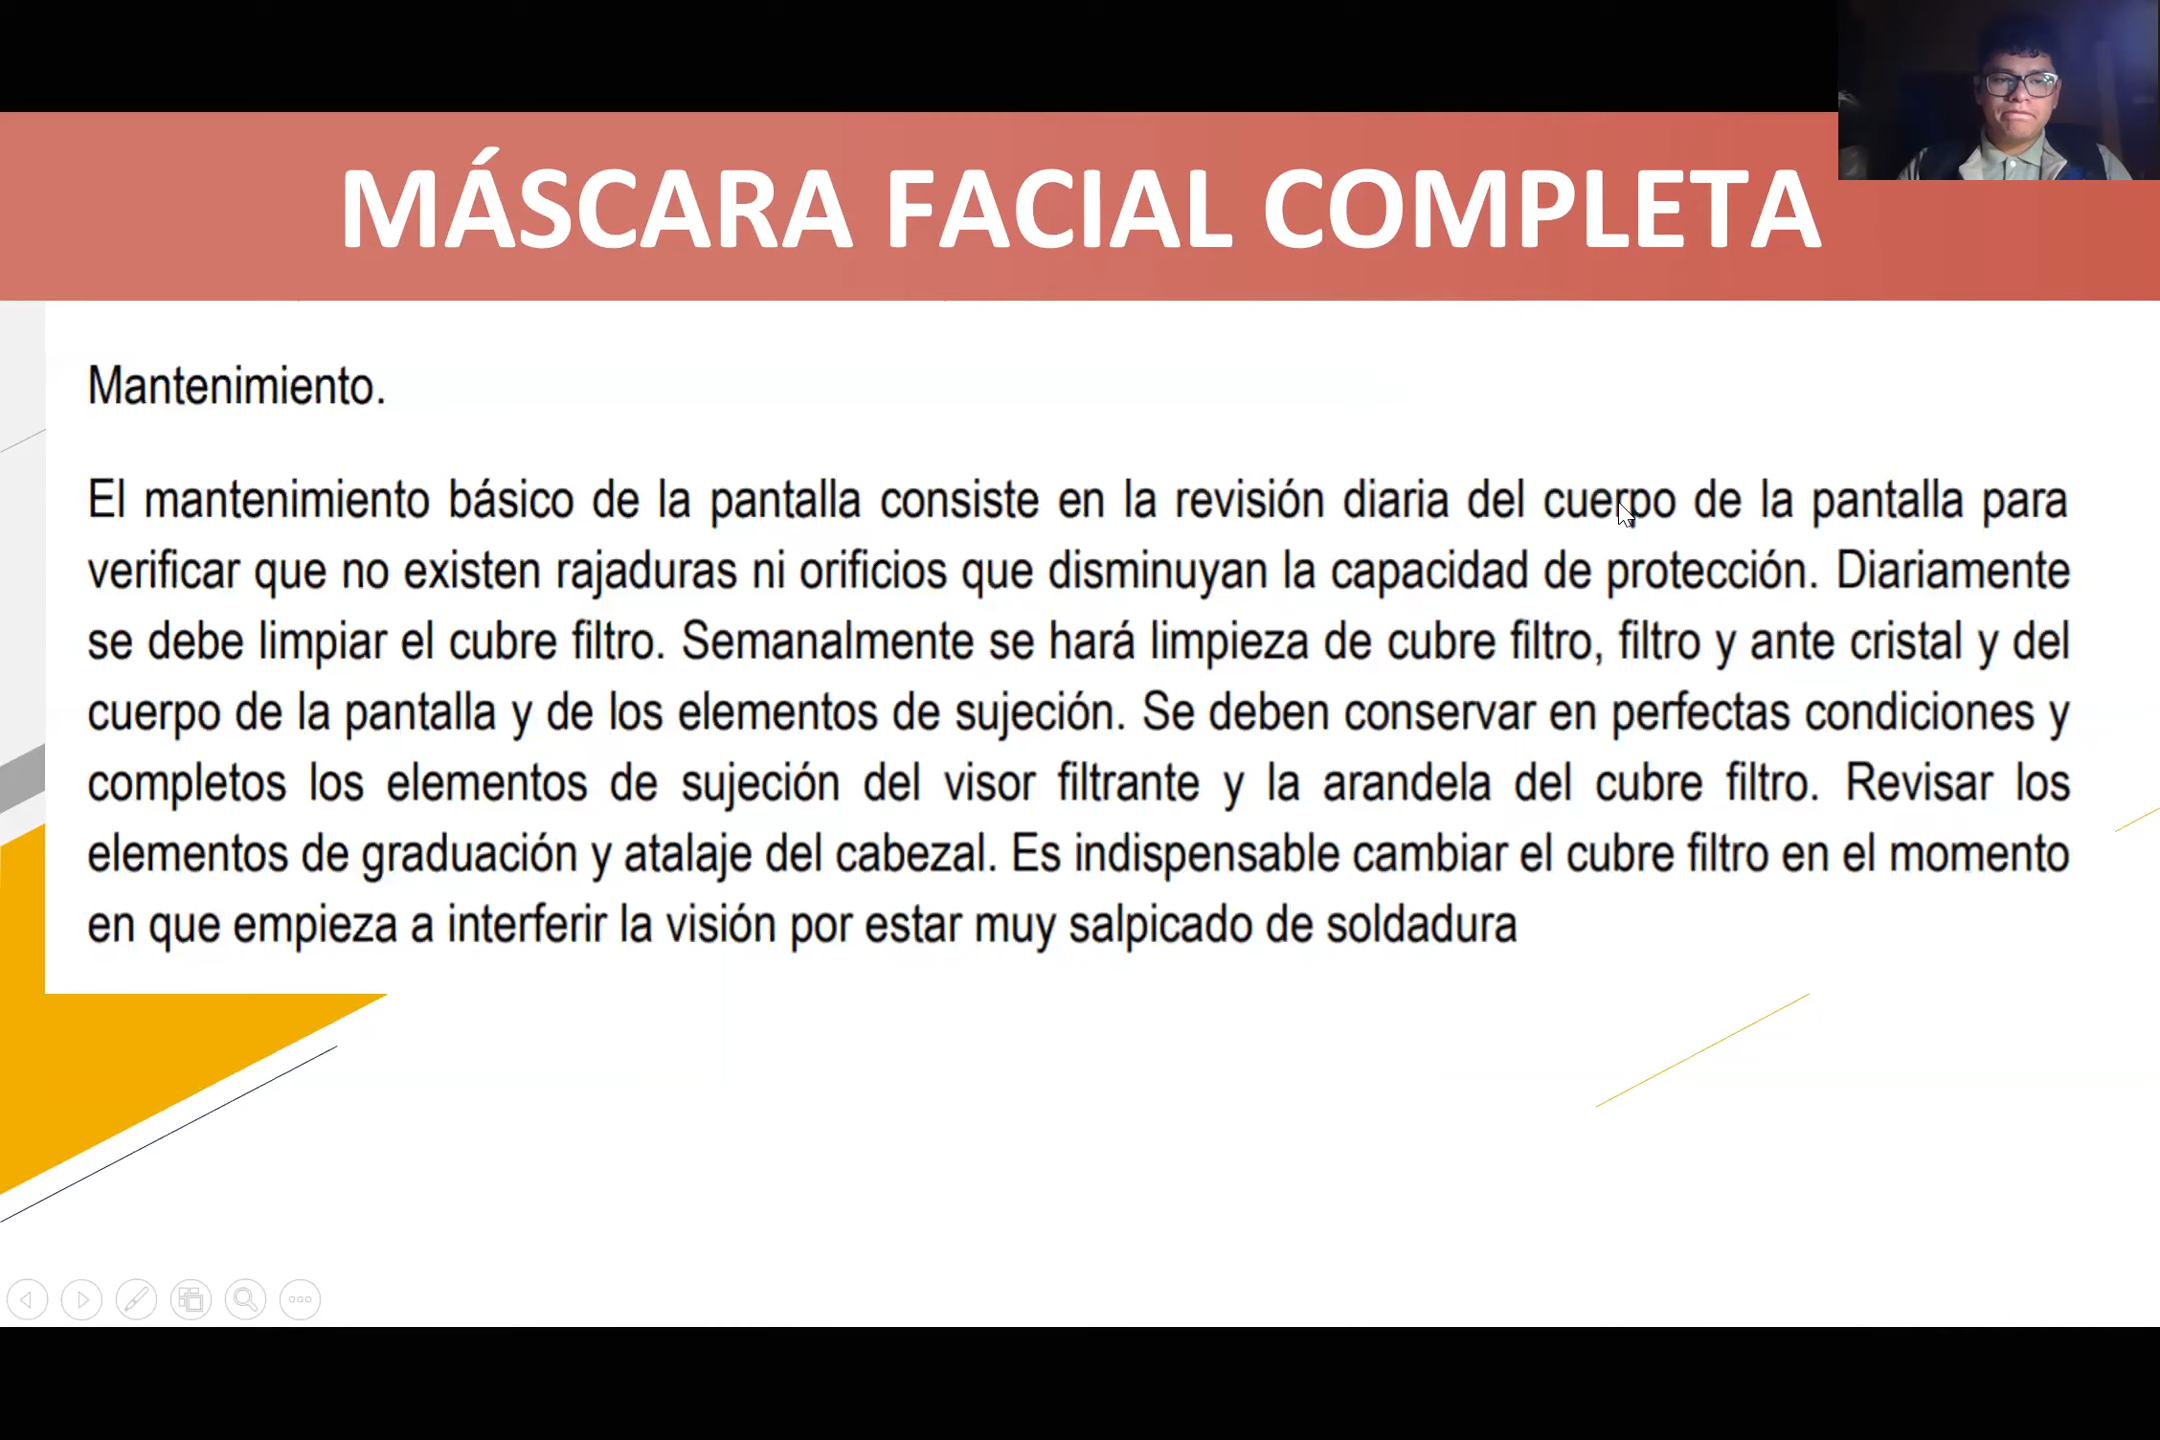 MÁSCARA FACIAL COMPLETA
Mantenimiento.
El mantenimiento básico de la pantalla consiste en la revisión diaria del cuerpo de la pantalla para
verificar que no existen rajaduras ni orificios que disminuyan la capacidad de protección. Diariamente
se debe limpiar el cubre filtro. Semanalmente se hará limpieza de cubre filtro, filtro y ante cristal y del
cuerpo de la pantalla y de los elementos de sujeción. Se deben conservar en perfectas condiciones y
completos los elementos de sujeción del visor filtrante y la arandela del cubre filtro. Revisar los
elementos de graduación y atalaje del cabezal. Es indispensable cambiar el cubre filtro en el momento
en que empieza a interferir la visión por estar muy salpicado de soldadura